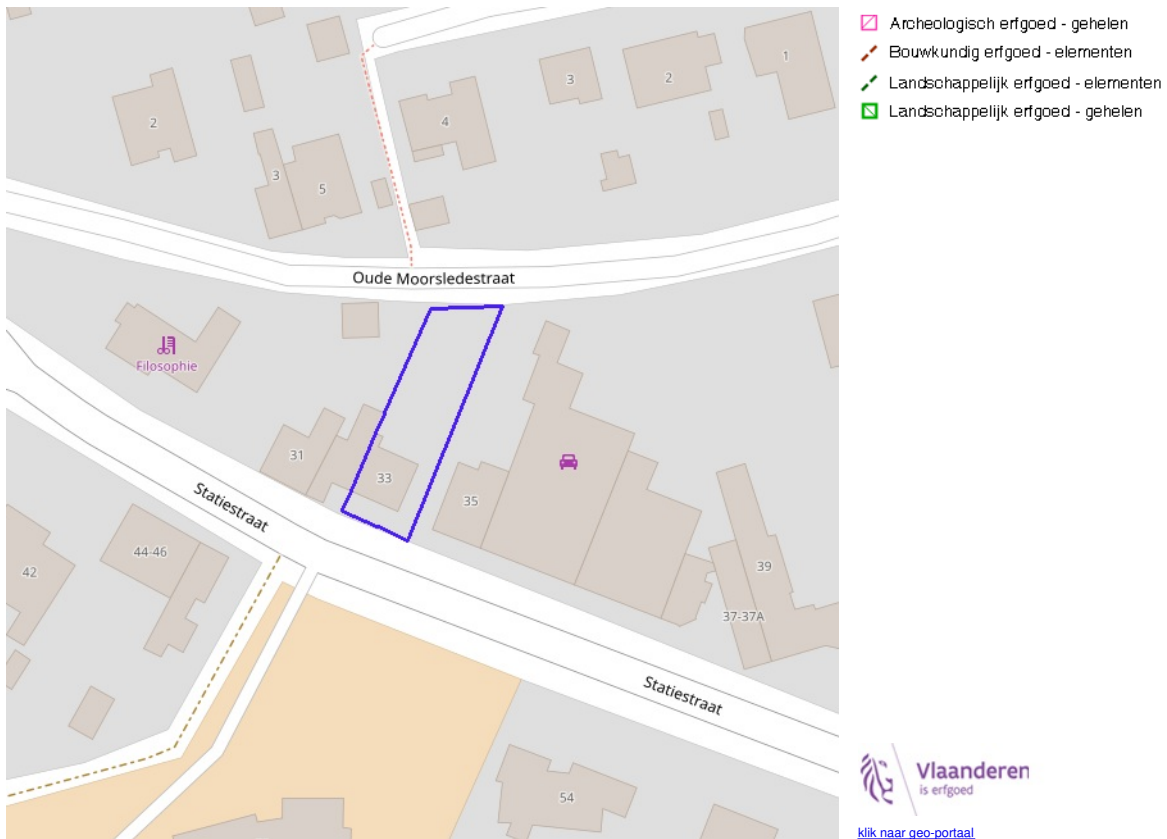 Archeologisch erfgoed - gehelen
Bouwkundig erfgoed - elementen
Landschappelijk erfgoed - elementen
Landschappelijk erfgoed - gehelen
1
3
2
2
4
3
5
Oude Moorsledestraat
Filosophie
31
33
35
Statiestraat
44-46
42
39
37-37A
Statiestraat
54
Vlaanderen
is erfgoed
klik naar geo-portaal